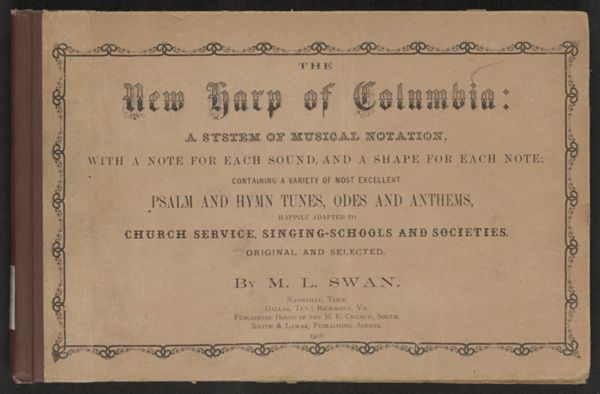 THE
New Harp of Columbia:
A SYSTEM OF MUSICAL NOTATION,
WITH A NOTE FOR EACH SOUND, AND A SHAPE FOR EACH NOTE;
CONTAINING A VARIETY OF MOST EXCELLENT
PSALM AND HYMN TUNES, ODES AND ANTHEMS,
HAPPILY ADAPTED TO
CHURCH SERVICE, SINGING-SCHOOLS AND SOCIETIES.
ORIGINAL AND SELECTED.
BY M. L. SWAN.
NASHVILLE, TENN.
DALLAS, TEX.; RICHMOND, VA.
PUBLISHING HOUSE OF THE M. E. CHURCH, SOUTH.
SMITH & LAMAR, PUBLISHING AGENTS.
1916